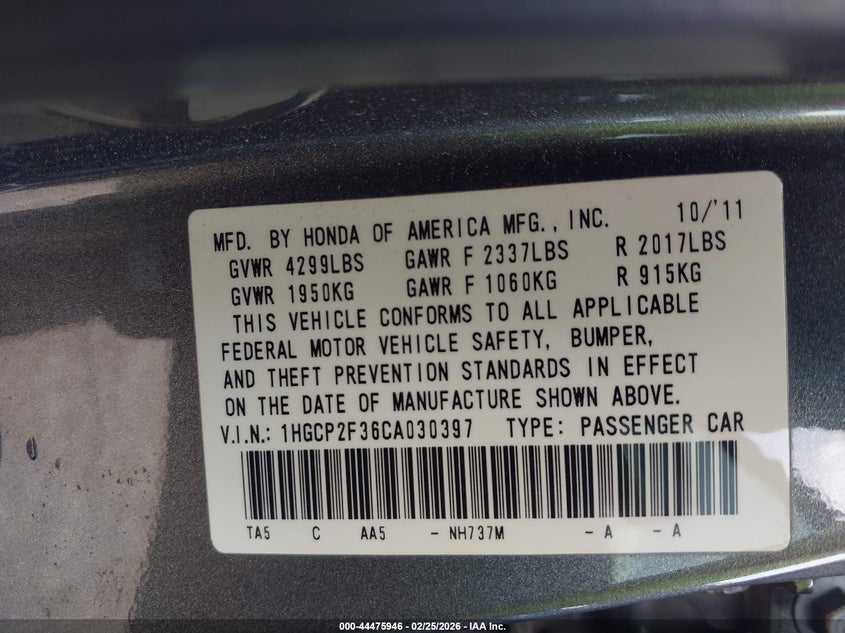 MFD. BY HONDA OF AMERICA MFG., INC. 10/'11
GVWR 4299LBS GAWR F 2337LBS R 2017LBS
GVWR 1950KG GAWR F 1060KG R 915KG
THIS VEHICLE CONFORMS TO ALL APPLICABLE
FEDERAL MOTOR VEHICLE SAFETY, BUMPER,
AND THEFT PREVENTION STANDARDS IN EFFECT
ON THE DATE OF MANUFACTURE SHOWN ABOVE.
V.I.N.: 1HGCP2F36CA030397 TYPE: PASSENGER CAR
TA5 C AA5 - NH737M - A - A
000-44475946 | 02/25/2026 - IAA Inc.